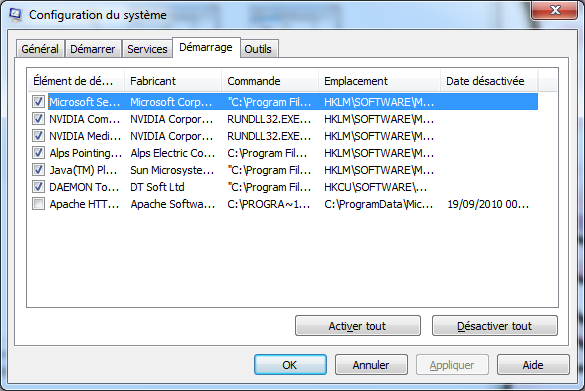 Configuration du système
Général Démarrer Services Démarrage Outils
Élément de dé... Fabricant Commande Emplacement Date désactivée
Microsoft Se... Microsoft Corp... "C:\Program Fil... HKLM\SOFTWARE\M...
NVIDIA Com... NVIDIA Corpor... RUNDLL32.EXE... HKLM\SOFTWARE\M...
NVIDIA Medi... NVIDIA Corpor... RUNDLL32.EXE... HKLM\SOFTWARE\M...
Alps Pointing... Alps Electric Co... C:\Program Fil... HKLM\SOFTWARE\M...
Java(TM) Pl... Sun Microsyste... "C:\Program Fil... HKLM\SOFTWARE\M...
DAEMON To... DT Soft Ltd "C:\Program Fil... HKCU\SOFTWARE\...
Apache HTT... Apache Softwa... C:\PROGRA~1... C:\ProgramData\Mic... 19/09/2010 00...
Activer tout Désactiver tout
OK Annuler Appliquer Aide